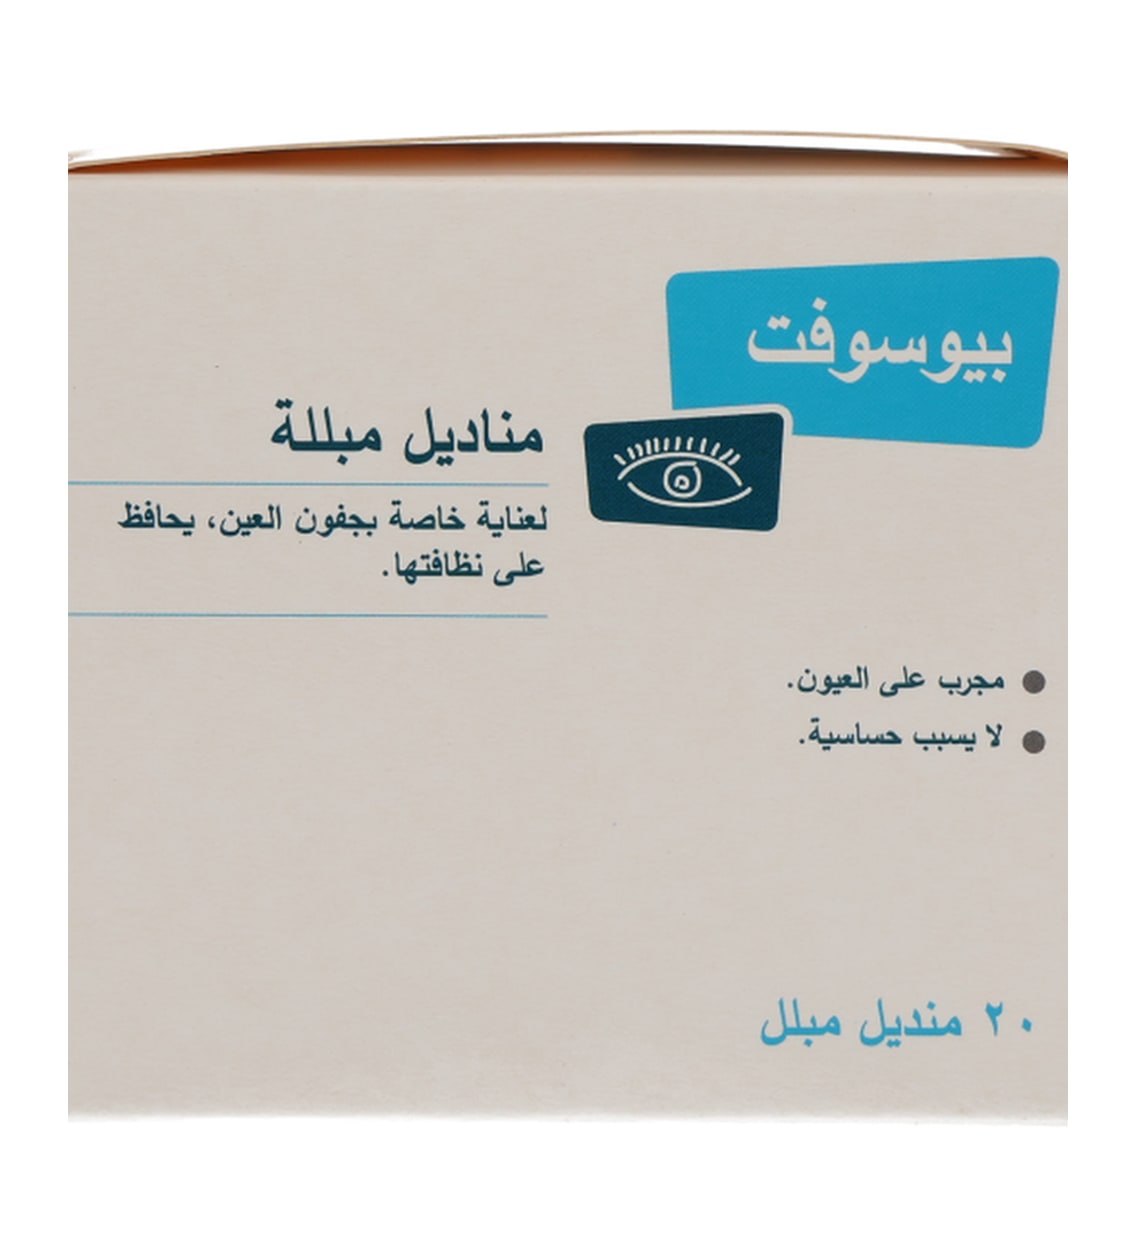 بيوسوفت
مناديل مبللة
لعناية خاصة بجفون العين، يحافظ
على نظافتها.
مجرب على العيون.
لا يسبب حساسية.
٢٠ منديل مبلل